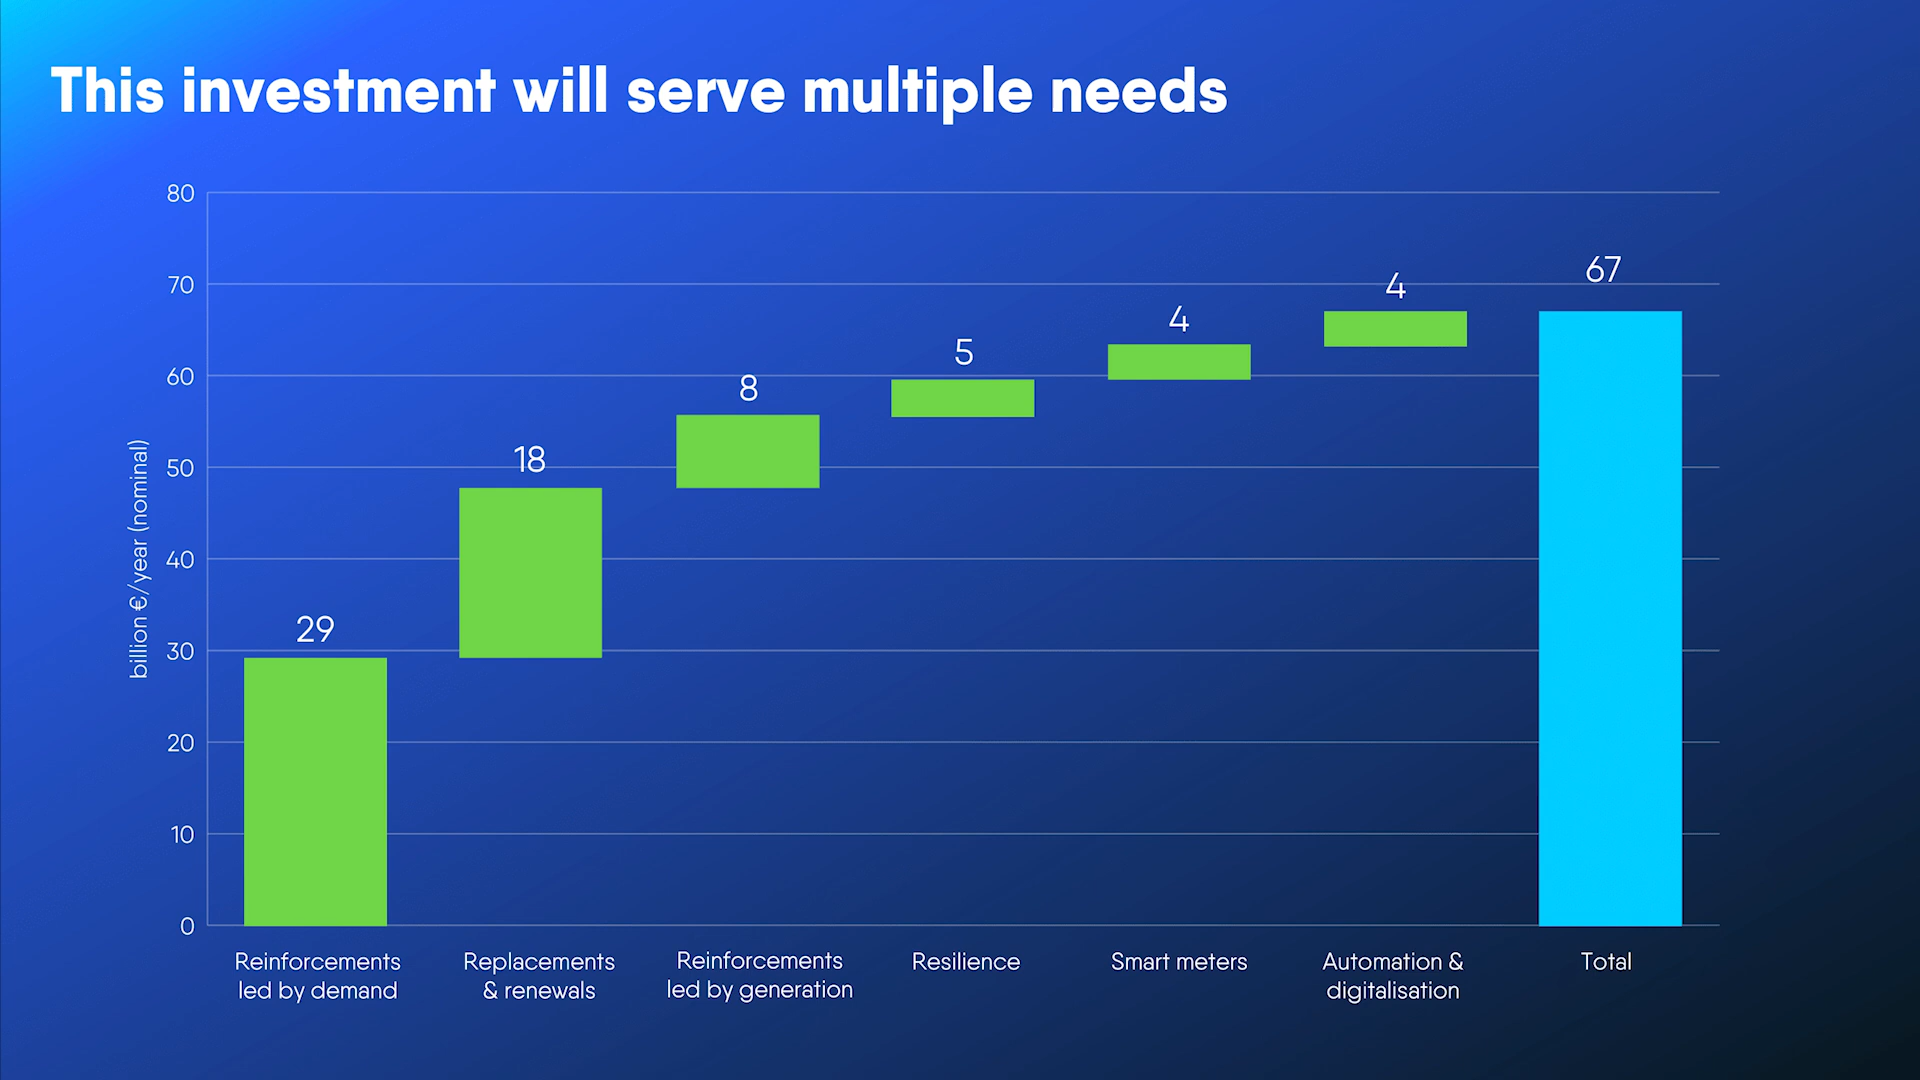 This investment will serve multiple needs
billion €/year (nominal)
80
70
60
50
40
30
20
10
0
29
18
8
5
4
4
67
Reinforcements
led by demand
Replacements
& renewals
Reinforcements
led by generation
Resilience
Smart meters
Automation &
digitalisation
Total